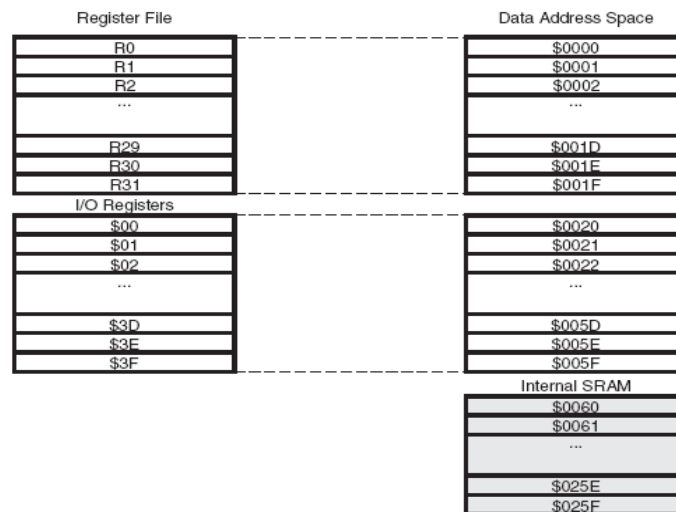 Register File Data Address Space
R0 $0000
R1 $0001
R2 $0002
... ...
R29 $001D
R30 $001E
R31 $001F
I/O Registers
$00 $0020
$01 $0021
$02 $0022
... ...
$3D $005D
$3E $005E
$3F $005F
Internal SRAM
$0060
$0061
...
$025E
$025F